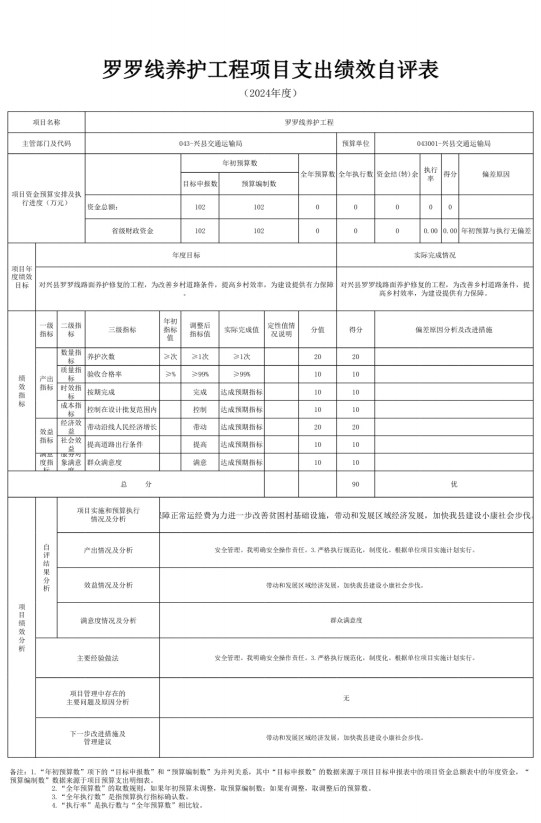 罗罗线养护工程项目支出绩效自评表
（2024年度）
项目名称 罗罗线养护工程
主管部门及代码 043-兴县交通运输局 预算单位 043001-兴县交通运输局
项目资金预算安排及执行进度（万元） 年初预算数 全年预算数 全年执行数 资金结(转)余 执行率 得分 偏差原因
目标申报数 预算编制数
资金总额: 102 102 0 0 0 0 0
省级财政资金 102 102 0 0 0 0.00 0.00 年初预算与执行无偏差
项目年度绩效目标 年度目标 实际完成情况
对兴县罗罗线路面养护修复的工程，为改善乡村道路条件，提高乡村效率，为建设提供有力保障。 对兴县罗罗线路面养护修复的工程，为改善乡村道路条件，提高乡村效率，为建设提供有力保障。
绩效指标 一级指标 二级指标 三级指标 年初指标值 调整后指标值 实际完成值 定性值情况说明 分值 得分 偏差原因分析及改进措施
产出指标 数量指标 养护次数 ≥次 ≥1次 ≥1次 20 20
质量指标 验收合格率 ≥% ≥99% ≥99% 10 10
时效指标 按期完成 完成 达成预期指标 10 10
成本指标 控制在设计批复范围内 控制 达成预期指标 10 10
效益指标 经济效益 带动沿线人民经济增长 带动 达成预期指标 20 20
社会效益 提高道路出行条件 提高 达成预期指标 10 10
满意度指标 服务对象满意度 群众满意度 满意 达成预期指标 10 10
总 分 90 优
项目绩效分析 自评结果分析 项目实施和预算执行情况及分析 障正常运经费为力进一步改善贫困村基础设施，带动和发展区域经济发展，加快我县建设小康社会步伐
产出情况及分析 安全管理。我明确安全操作责任。3.严格执行规范化，制度化。根据单位项目实施计划实行。
效益情况及分析 带动和发展区域经济发展，加快我县建设小康社会步伐。
满意度情况及分析 群众满意度
主要经验做法 安全管理。我明确安全操作责任。3.严格执行规范化，制度化。根据单位项目实施计划实行。
项目管理中存在的主要问题及原因分析 无
下一步改进措施及管理建议 带动和发展区域经济发展，加快我县建设小康社会步伐。
备注：1.“年初预算数”项下的“目标申报数”和“预算编制数”为并列关系，其中“目标申报数”的数据来源于项目目标申报表中的项目资金总额表中的年度资金，“
预算编制数”数据来源于项目预算支出明细表。
2.“全年预算数”的取数规则，如果年初预算未调整，取预算编制数；如果有调整，取调整后的预算数。
3.“全年执行数”是指预算执行指标确认数。
4.“执行率”是执行数与“全年预算数”相比较。